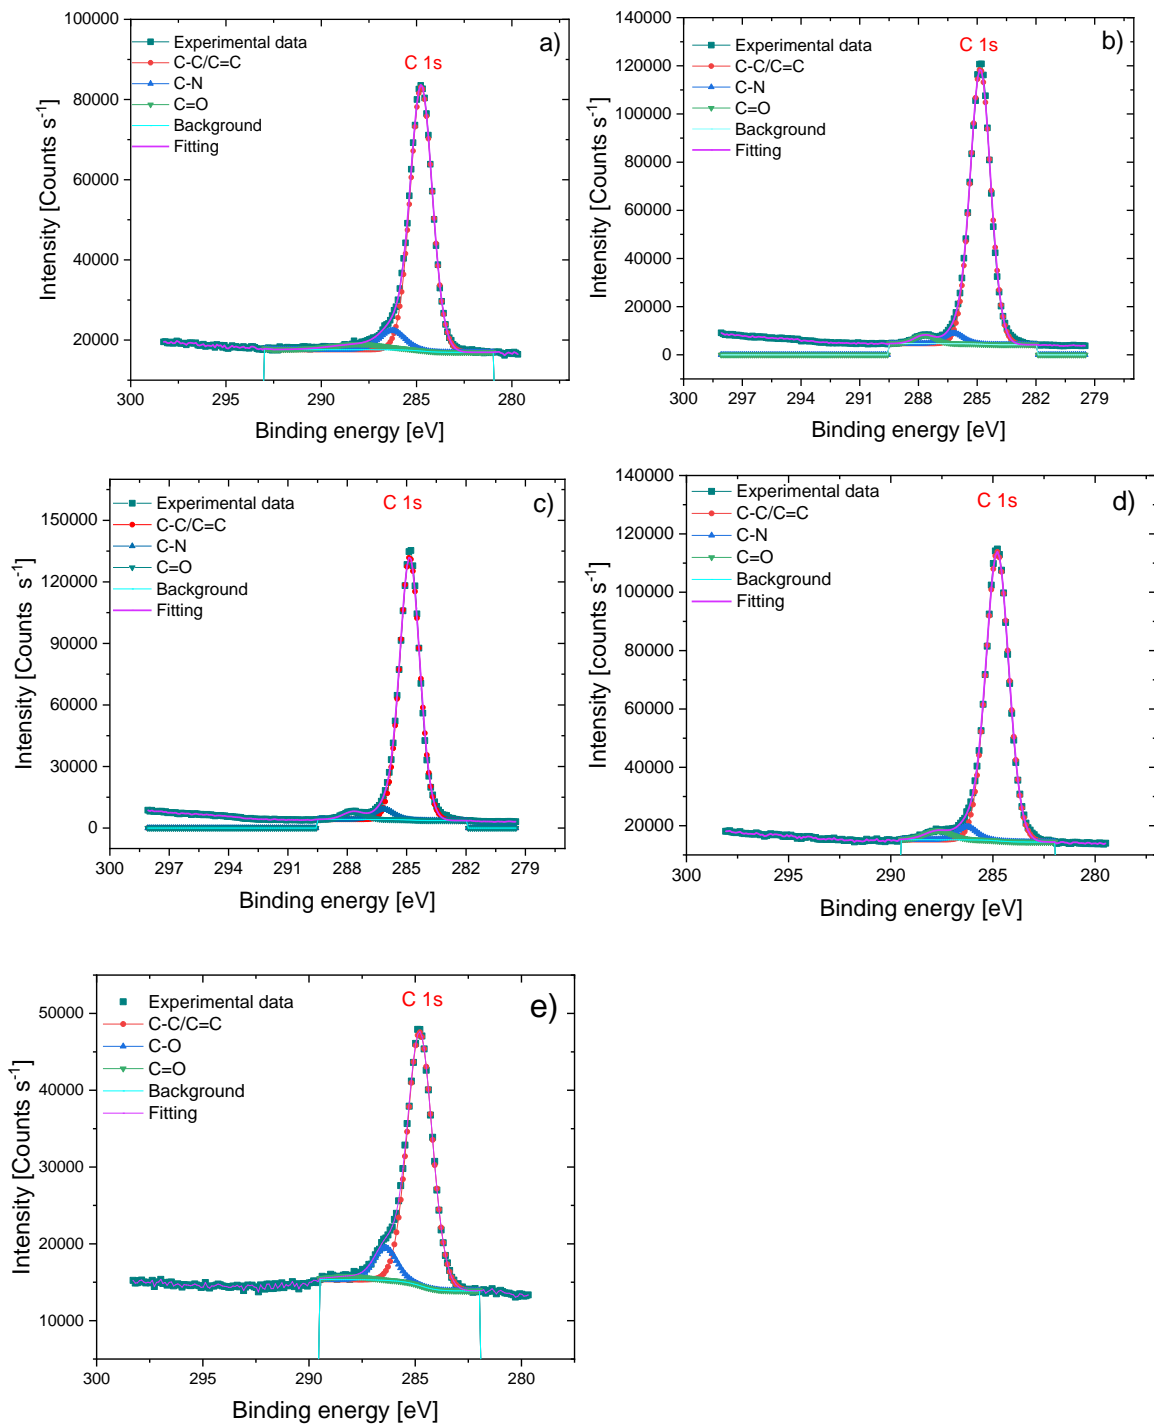 a)
C 1s
Experimental data
C-C/C=C
C-N
C=O
Background
Fitting
Intensity [Counts s-1]
100000
80000
60000
40000
20000
300 295 290 285 280
Binding energy [eV]
b)
C 1s
Experimental data
C-C/C=C
C-N
C=O
Background
Fitting
Intensity [Counts s-1]
140000
120000
100000
80000
60000
40000
20000
0
300 297 294 291 288 285 282 279
Binding energy [eV]
c)
C 1s
Experimental data
C-C/C=C
C-N
C=O
Background
Fitting
Intensity [Counts s-1]
150000
120000
90000
60000
30000
0
300 297 294 291 288 285 282 279
Binding energy [eV]
d)
C 1s
Experimental data
C-C/C=C
C-N
C=O
Background
Fitting
Intensity [counts s-1]
140000
120000
100000
80000
60000
40000
20000
300 295 290 285 280
Binding energy [eV]
e)
C 1s
Experimental data
C-C/C=C
C-O
C=O
Background
Fitting
Intensity [Counts s-1]
50000
40000
30000
20000
10000
300 295 290 285 280
Binding energy [eV]